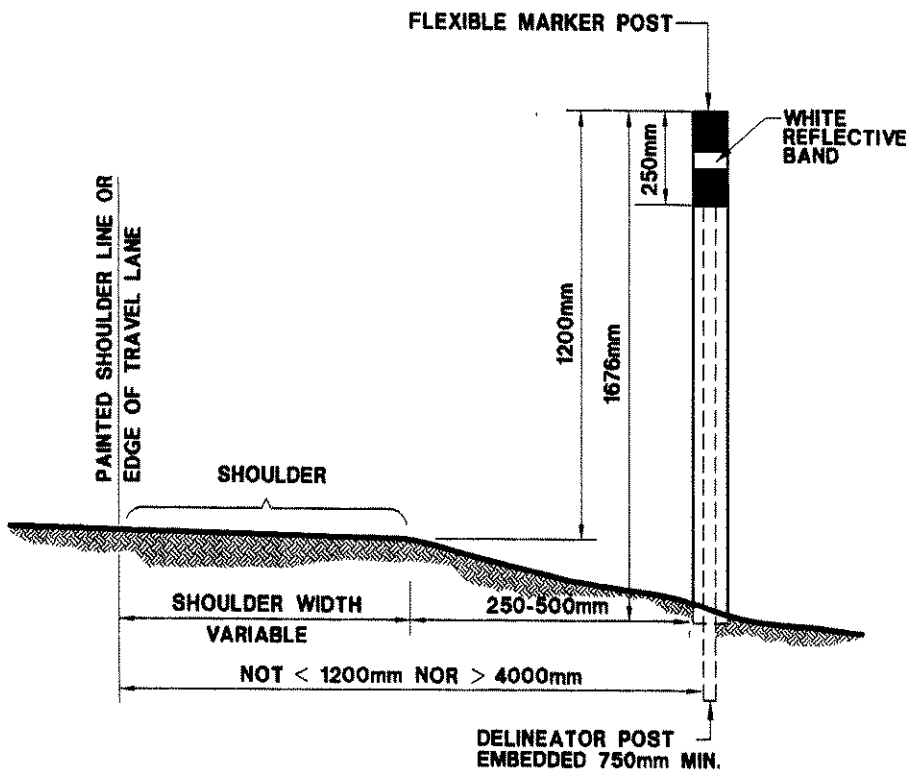 FLEXIBLE MARKER POST
WHITE
REFLECTIVE
BAND
250mm
PAINTED SHOULDER LINE OR
EDGE OF TRAVEL LANE
1200mm
1676mm
SHOULDER
SHOULDER WIDTH
VARIABLE
250-500mm
NOT < 1200mm NOR > 4000mm
DELINEATOR POST
EMBEDDED 750mm MIN.